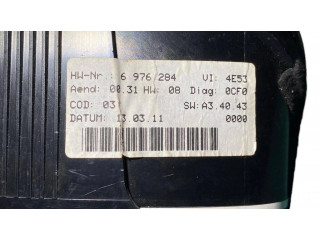 HW-Nr.: 6 976 284 VI: 4E53
Aend: 00.31 HW: 08 Diag: 0CF0
COD: 03 SW:A3.40.43
DATUM: 13.03.11 0000